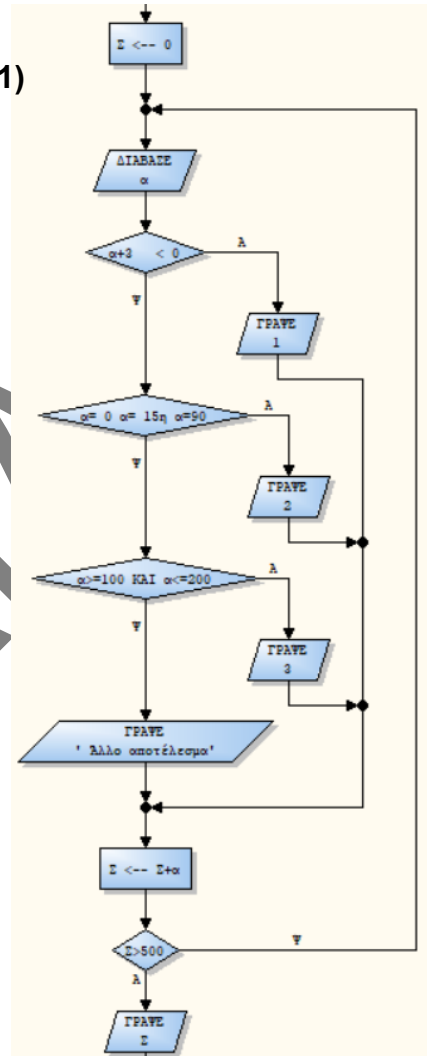 1)
Σ <-- 0
ΔΙΑΒΑΣΕ
α
α+3 < 0
Α
Ψ
ΓΡΑΨΕ
1
α= 0 α= 15η α=90
Α
Ψ
ΓΡΑΨΕ
2
α>=100 ΚΑΙ α<=200
Α
Ψ
ΓΡΑΨΕ
3
ΓΡΑΨΕ
' Άλλο αποτέλεσμα'
Σ <-- Σ+α
Σ>500
Ψ
Α
ΓΡΑΨΕ
Σ